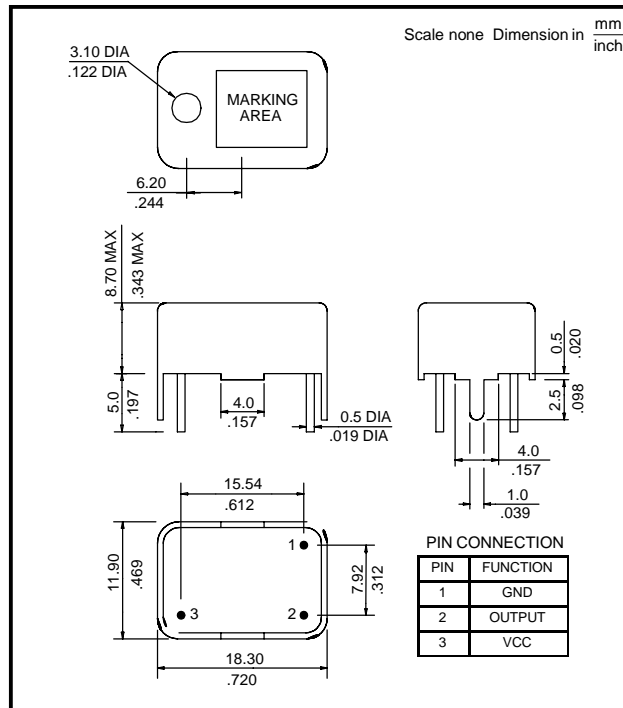 Scale none Dimension in mm
inch
3.10 DIA
.122 DIA
MARKING
AREA
6.20
.244
8.70 MAX
.343 MAX
5.0
.197
4.0
.157
0.5 DIA
.019 DIA
0.5
.020
2.5
.098
4.0
.157
1.0
.039
15.54
.612
11.90
.469
1
3
2
7.92
.312
18.30
.720
PIN CONNECTION
PIN FUNCTION
1 GND
2 OUTPUT
3 VCC